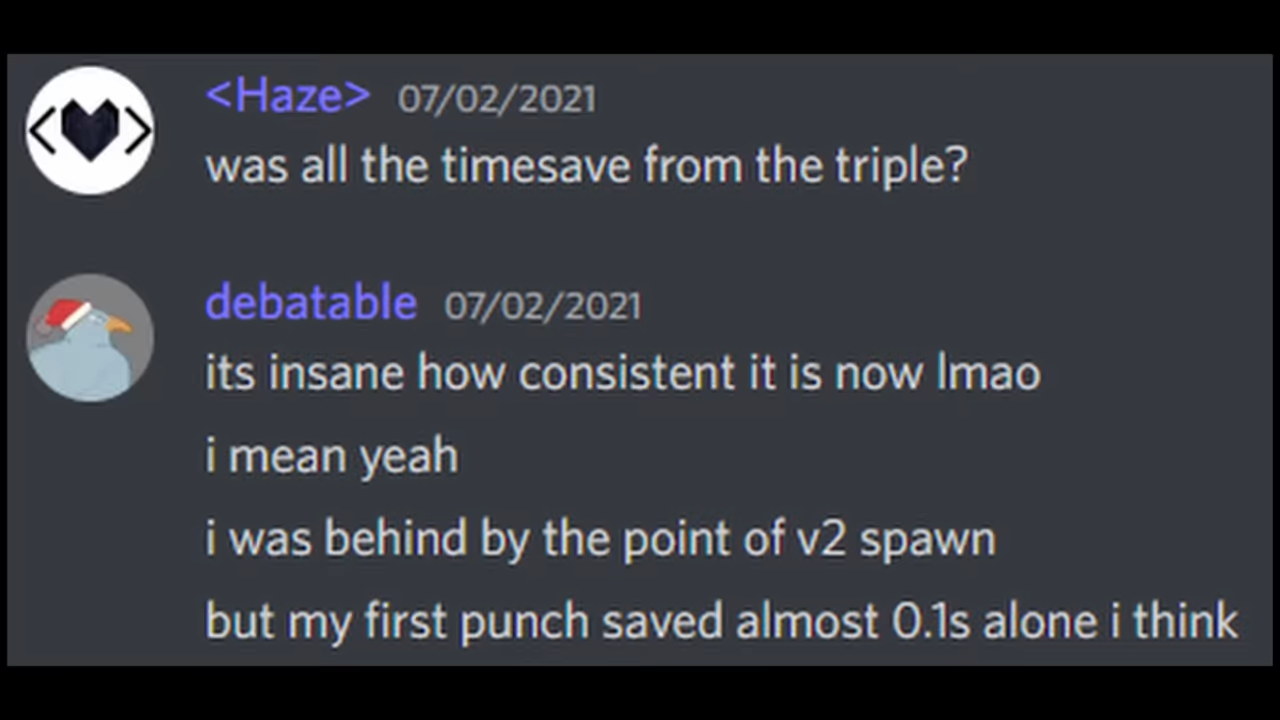 <Haze> 07/02/2021
was all the timesave from the triple?
debatable 07/02/2021
its insane how consistent it is now lmao
i mean yeah
i was behind by the point of v2 spawn
but my first punch saved almost 0.1s alone i think